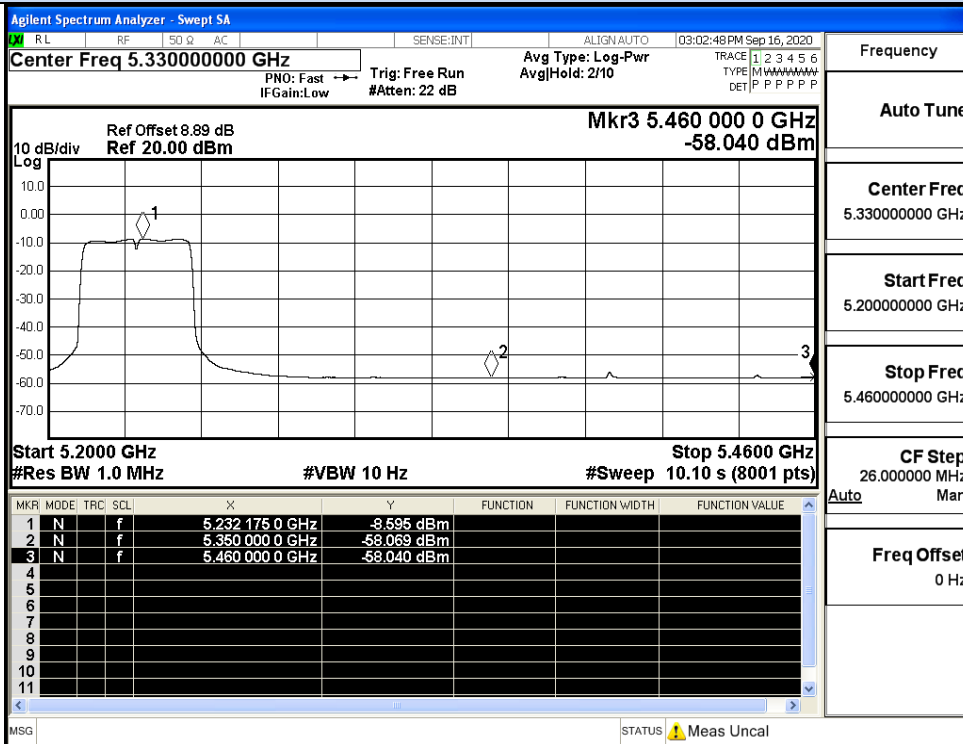 Agilent Spectrum Analyzer - Swept SA
LXI RL RF 50 Ω AC SENSE:INT ALIGN AUTO 03:02:48 PM Sep 16, 2020
Center Freq 5.330000000 GHz
PNO: Fast
IFGain:Low
Trig: Free Run
#Atten: 22 dB
Avg Type: Log-Pwr
Avg|Hold: 2/10
TRACE 1 2 3 4 5 6
TYPE M WWWWW
DET P P P P P P
Mkr3 5.460 000 0 GHz
-58.040 dBm
Ref Offset 8.89 dB
10 dB/div Ref 20.00 dBm
Log
10.0
0.00
-10.0
-20.0
-30.0
-40.0
-50.0
-60.0
-70.0
1
2
3
Start 5.2000 GHz Stop 5.4600 GHz
#Res BW 1.0 MHz #VBW 10 Hz #Sweep 10.10 s (8001 pts)
MKR MODE TRC SCL X Y FUNCTION FUNCTION WIDTH FUNCTION VALUE
1 N f 5.232 175 0 GHz -8.595 dBm
2 N f 5.350 000 0 GHz -58.069 dBm
3 N f 5.460 000 0 GHz -58.040 dBm
4
5
6
7
8
9
10
11
MSG STATUS Meas Uncal
Frequency
Auto Tune
Center Freq
5.330000000 GHz
Start Freq
5.200000000 GHz
Stop Freq
5.460000000 GHz
CF Step
26.000000 MHz
Auto Man
Freq Offset
0 Hz